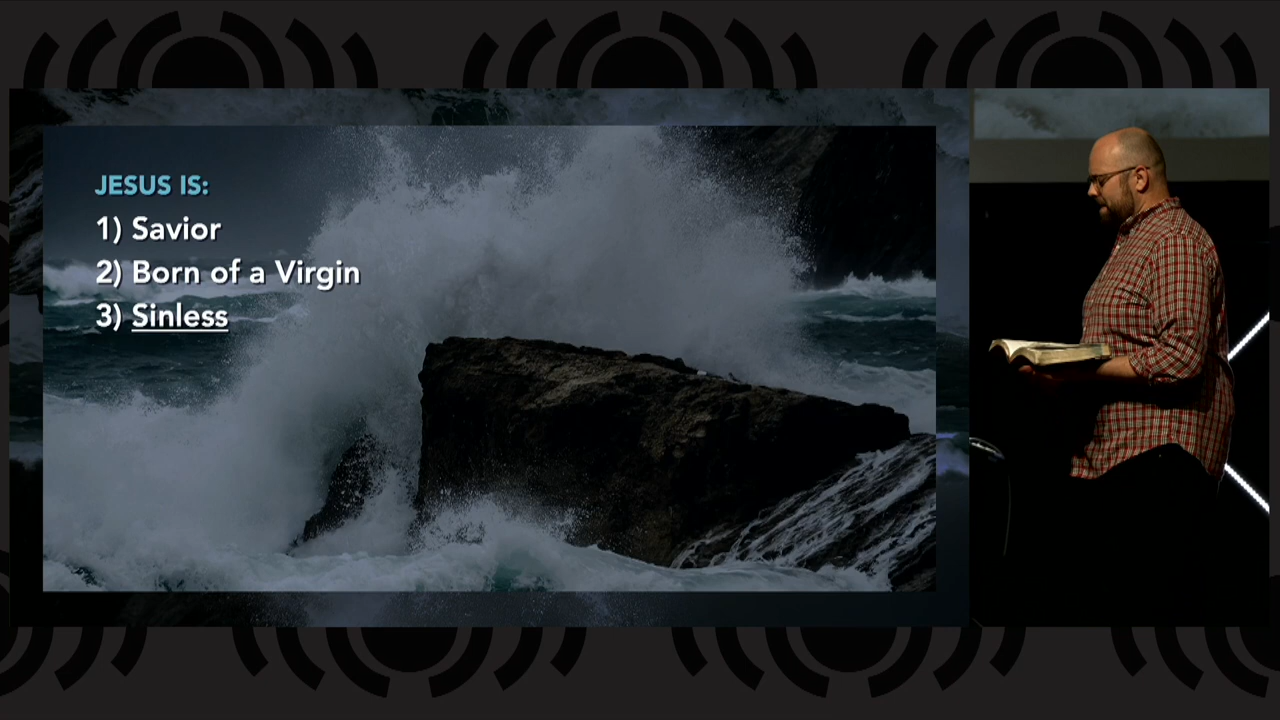 JESUS IS:
1) Savior
2) Born of a Virgin
3) Sinless